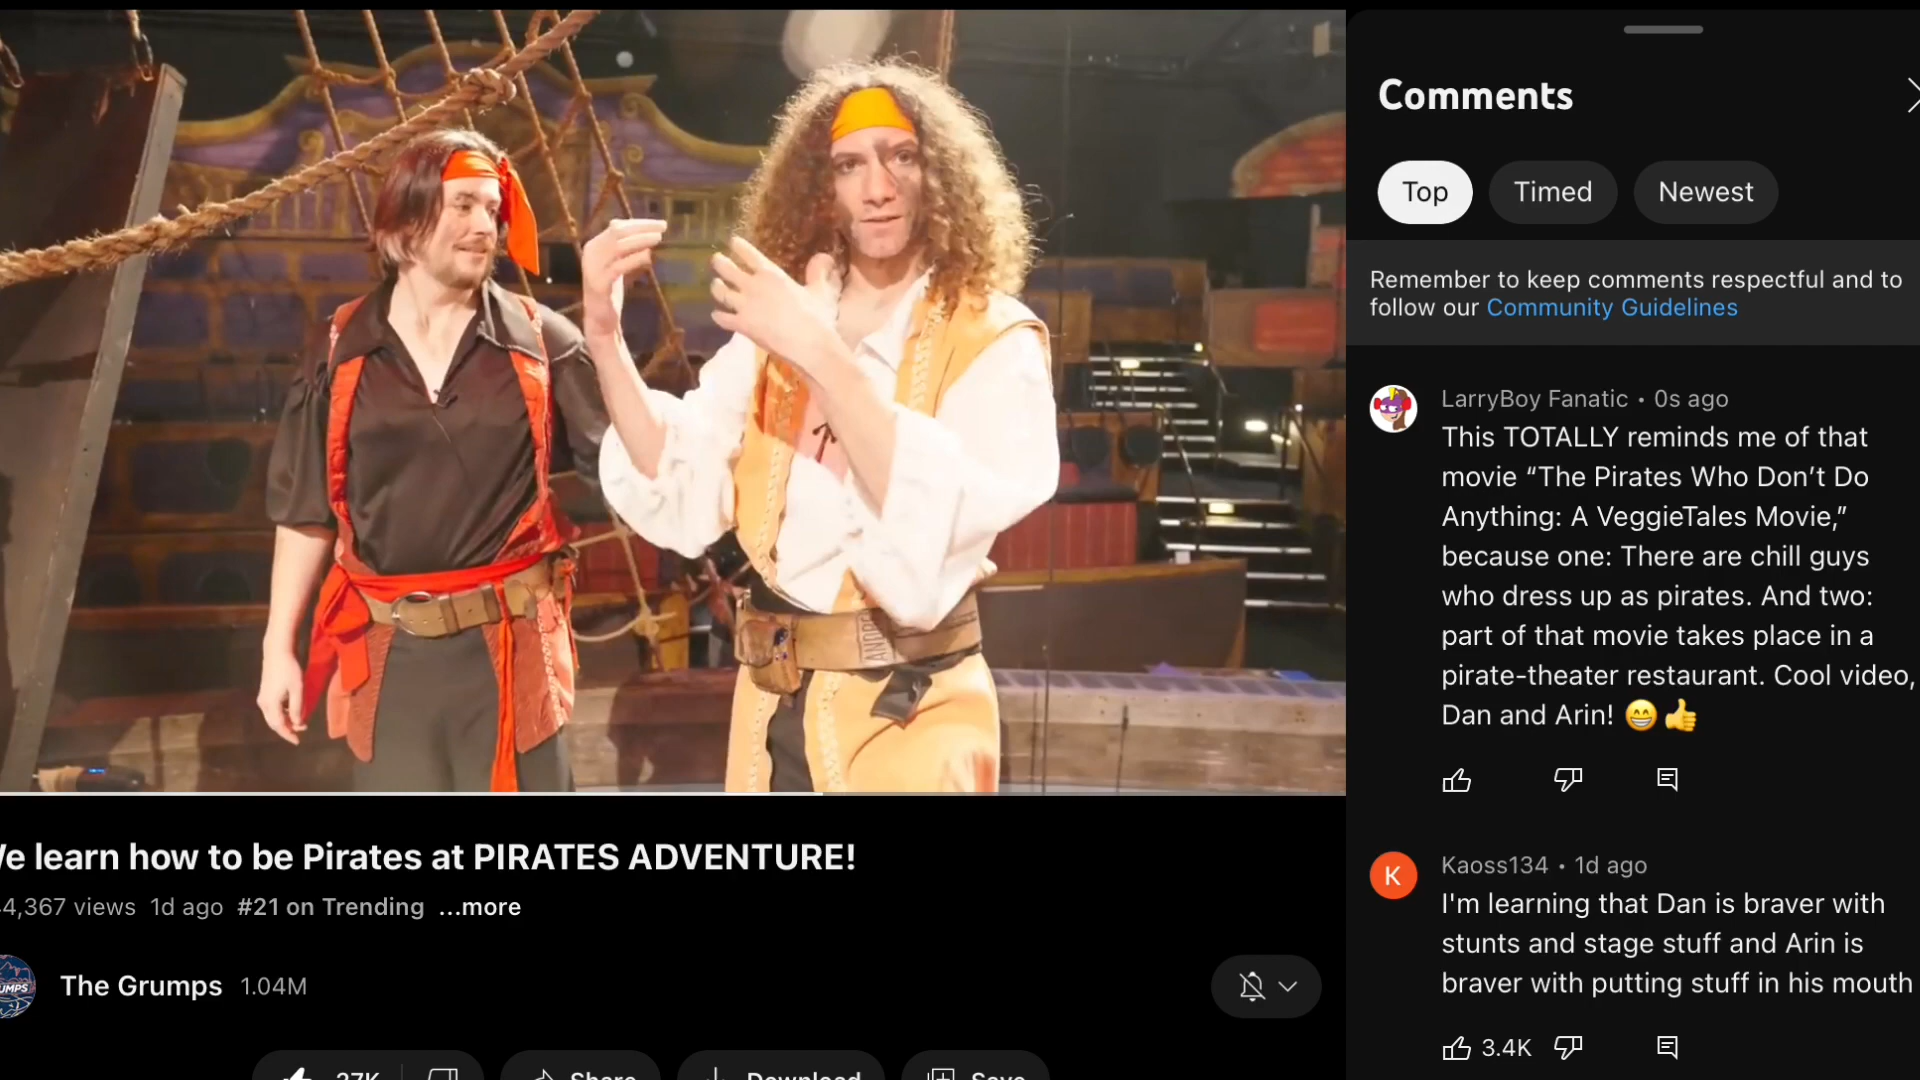 Comments
Top Timed Newest
Remember to keep comments respectful and to
follow our Community Guidelines
LarryBoy Fanatic • 0s ago
This TOTALLY reminds me of that
movie “The Pirates Who Don’t Do
Anything: A VeggieTales Movie,”
because one: There are chill guys
who dress up as pirates. And two:
part of that movie takes place in a
pirate-theater restaurant. Cool video,
Dan and Arin! 😁👍
K
Kaoss134 • 1d ago
I'm learning that Dan is braver with
stunts and stage stuff and Arin is
braver with putting stuff in his mouth
3.4K
learn how to be Pirates at PIRATES ADVENTURE!
4,367 views 1d ago #21 on Trending ...more
The Grumps 1.04M
27K Share Download Save